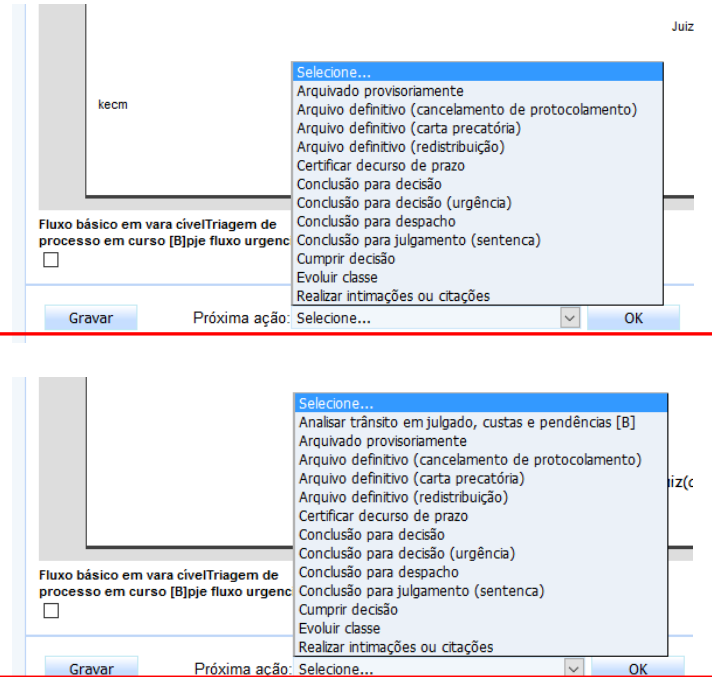 Juiz
kecm
Selecione...
Arquivado provisoriamente
Arquivo definitivo (cancelamento de protocolamento)
Arquivo definitivo (carta precatória)
Arquivo definitivo (redistribuição)
Certificar decurso de prazo
Conclusão para decisão
Conclusão para decisão (urgência)
Conclusão para despacho
Conclusão para julgamento (sentenca)
Cumprir decisão
Evoluir classe
Realizar intimações ou citações
Fluxo básico em vara cívelTriagem de
processo em curso [B]pje fluxo urgenc
Gravar Próxima ação: Selecione... OK
Selecione...
Analisar trânsito em julgado, custas e pendências [B]
Arquivado provisoriamente
Arquivo definitivo (cancelamento de protocolamento)
Arquivo definitivo (carta precatória)
Arquivo definitivo (redistribuição)
Certificar decurso de prazo
Conclusão para decisão
Conclusão para decisão (urgência)
Conclusão para despacho
Conclusão para julgamento (sentenca)
Cumprir decisão
Evoluir classe
Realizar intimações ou citações
Fluxo básico em vara cívelTriagem de
processo em curso [B]pje fluxo urgenc
Gravar Próxima ação: Selecione... OK